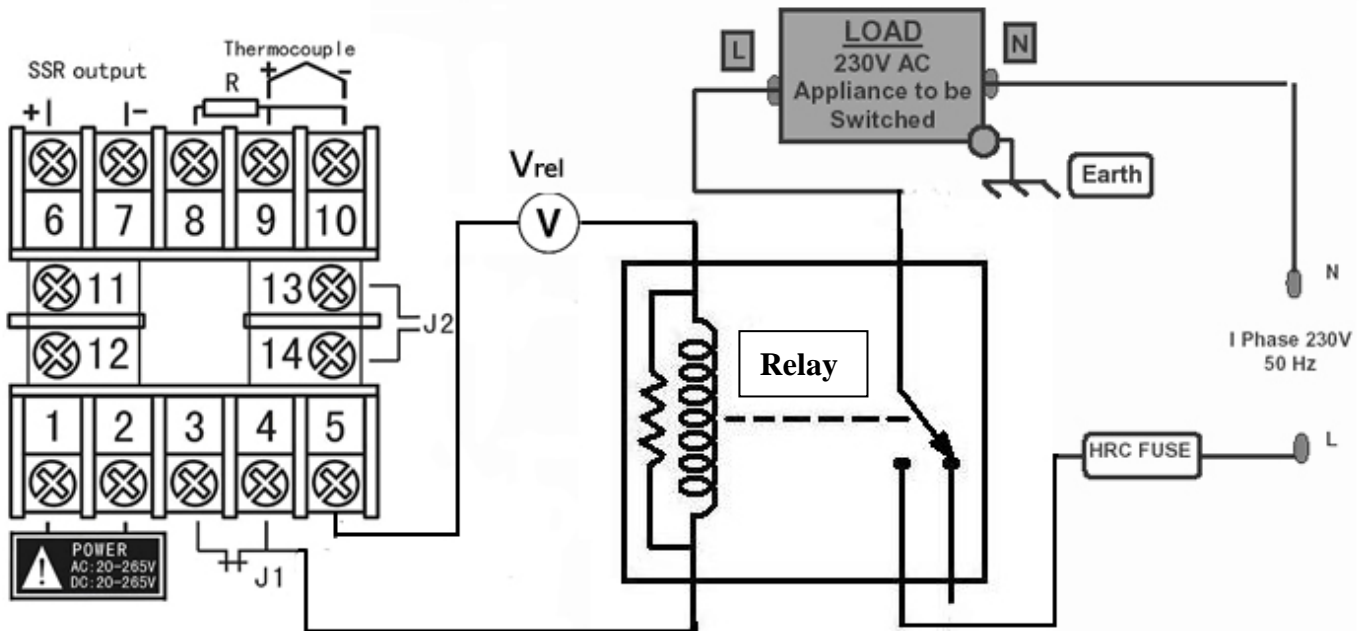 SSR output
+
-
Thermocouple
+
-
R
6
7
8
9
10
11
12
13
14
J2
1
2
3
4
5
POWER
AC:20-265V
DC:20-265V
J1
Vrel
V
Relay
L
LOAD
230V AC
Appliance to be
Switched
N
Earth
N
I Phase 230V
50 Hz
HRC FUSE
L